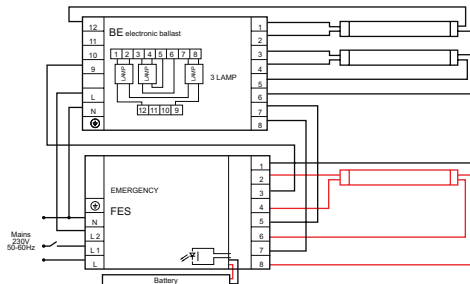 BE electronic ballast
12
11
10
9
L
N
1
2
3
4
5
6
7
8
1 2 3 4 5 6 7 8
LAMP
LAMP
LAMP
3 LAMP
12 11 10 9
EMERGENCY
FES
N
L 2
L 1
L
1
2
3
4
5
6
7
8
Mains
230V
50-60Hz
Battery